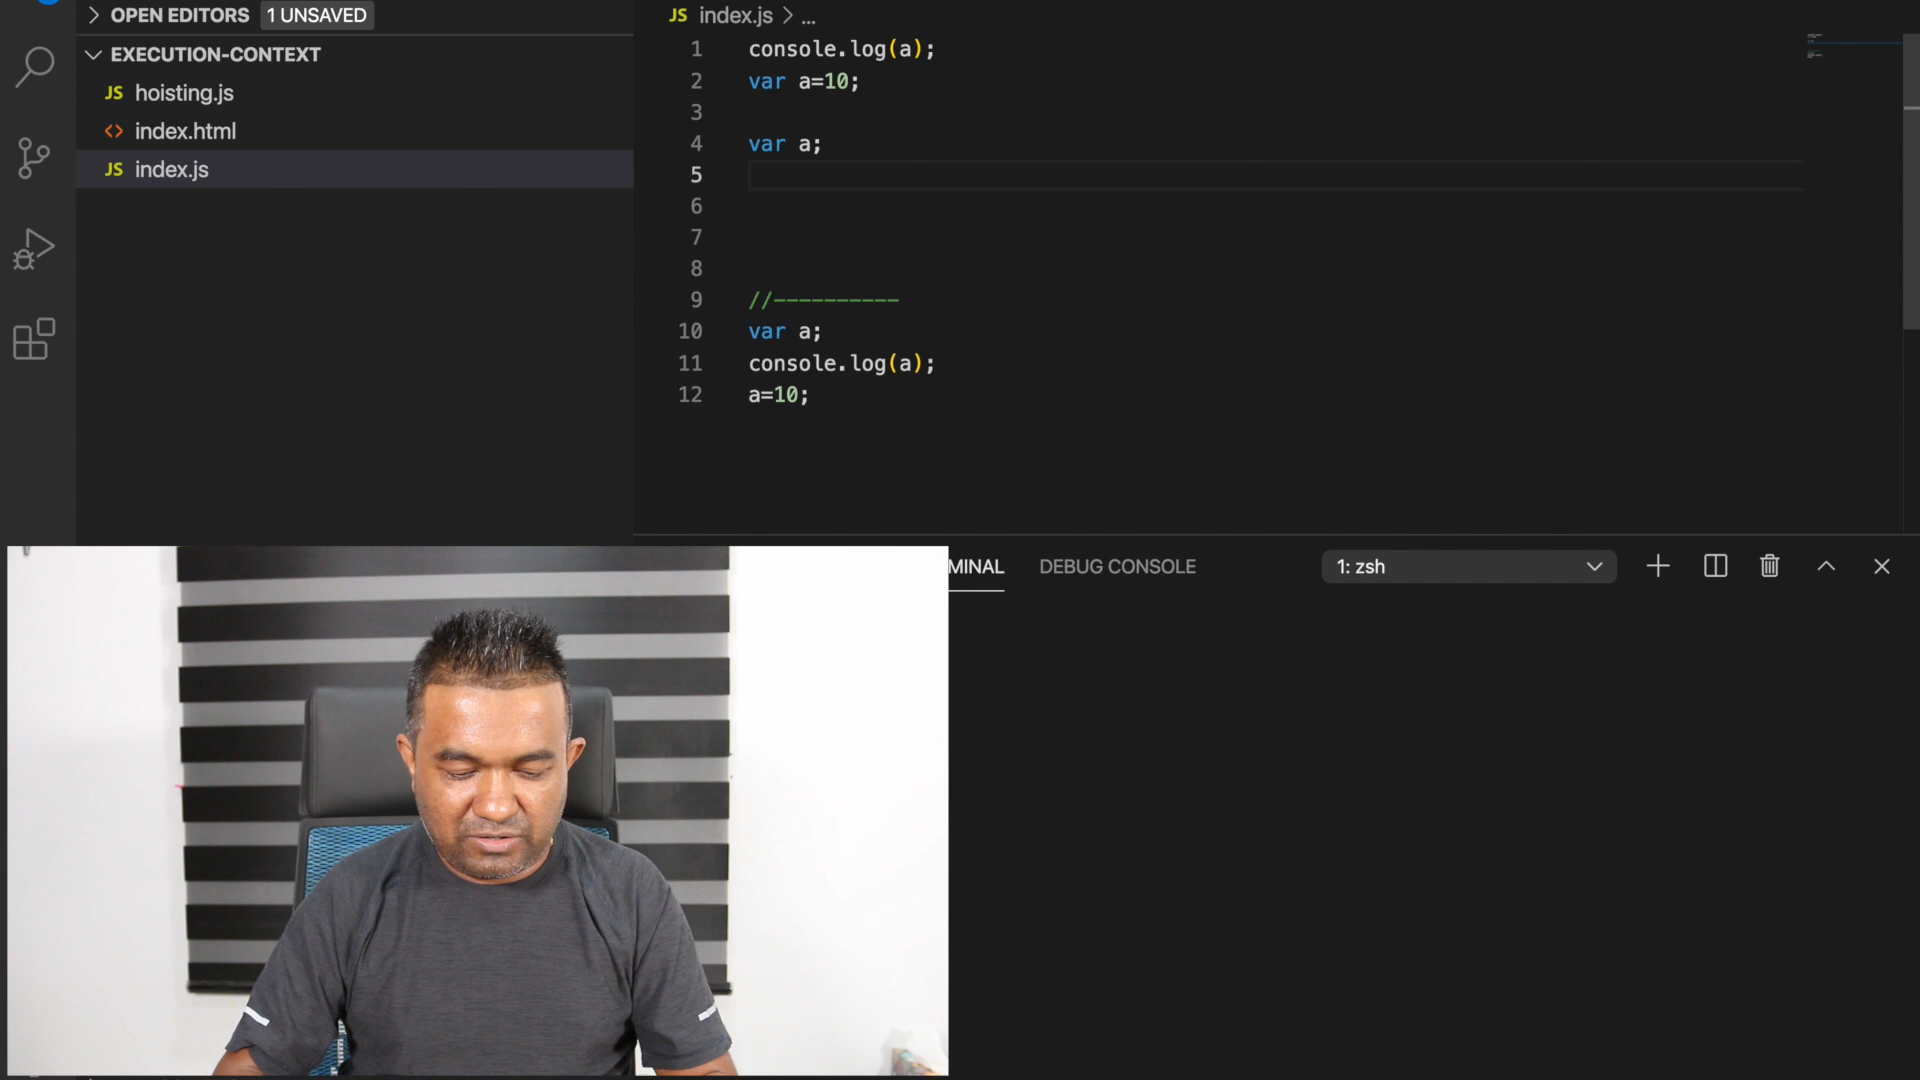 OPEN EDITORS 1 UNSAVED
EXECUTION-CONTEXT
JS hoisting.js
<> index.html
JS index.js
JS index.js > ...
1 console.log(a);
2 var a=10;
3
4 var a;
5
6
7
8
9 //----------
10 var a;
11 console.log(a);
12 a=10;
MINAL DEBUG CONSOLE 1: zsh